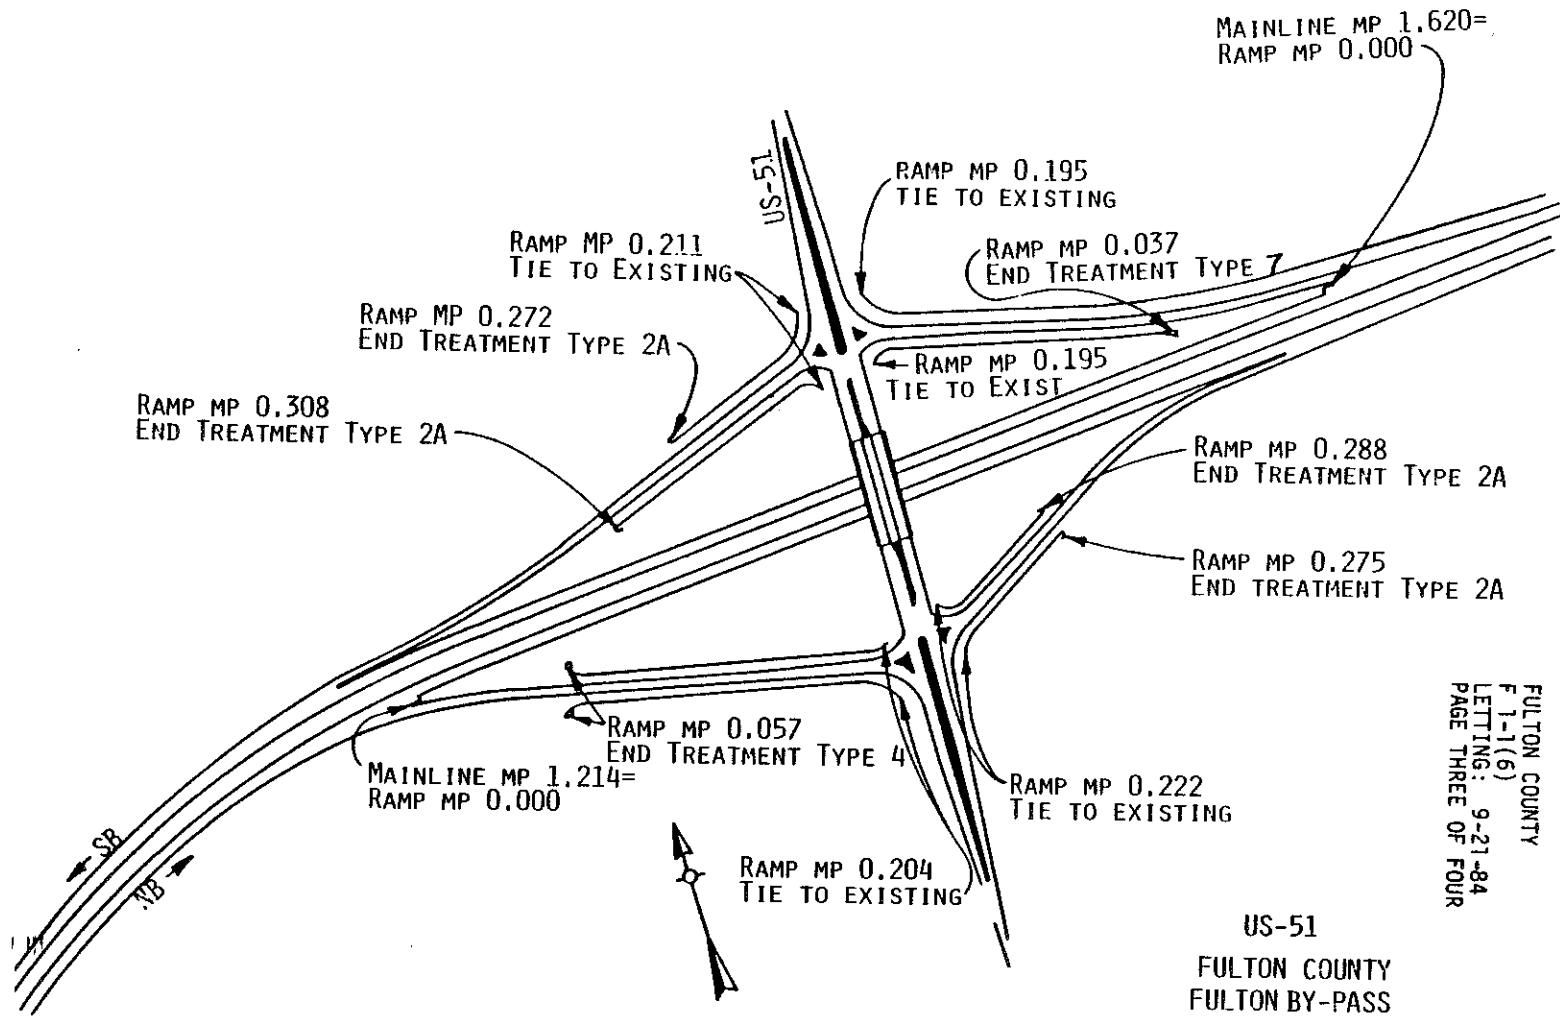 MAINLINE MP 1.620=
RAMP MP 0.000
US-51
RAMP MP 0.195
TIE TO EXISTING
RAMP MP 0.211
TIE TO EXISTING
RAMP MP 0.037
END TREATMENT TYPE 7
RAMP MP 0.272
END TREATMENT TYPE 2A
RAMP MP 0.195
TIE TO EXIST
RAMP MP 0.308
END TREATMENT TYPE 2A
RAMP MP 0.288
END TREATMENT TYPE 2A
RAMP MP 0.275
END TREATMENT TYPE 2A
RAMP MP 0.057
END TREATMENT TYPE 4
MAINLINE MP 1.214=
RAMP MP 0.000
RAMP MP 0.222
TIE TO EXISTING
SB
NB
RAMP MP 0.204
TIE TO EXISTING
FULTON COUNTY
F 1-1(6)
LETTING: 9-21-84
PAGE THREE OF FOUR
US-51
FULTON COUNTY
FULTON BY-PASS